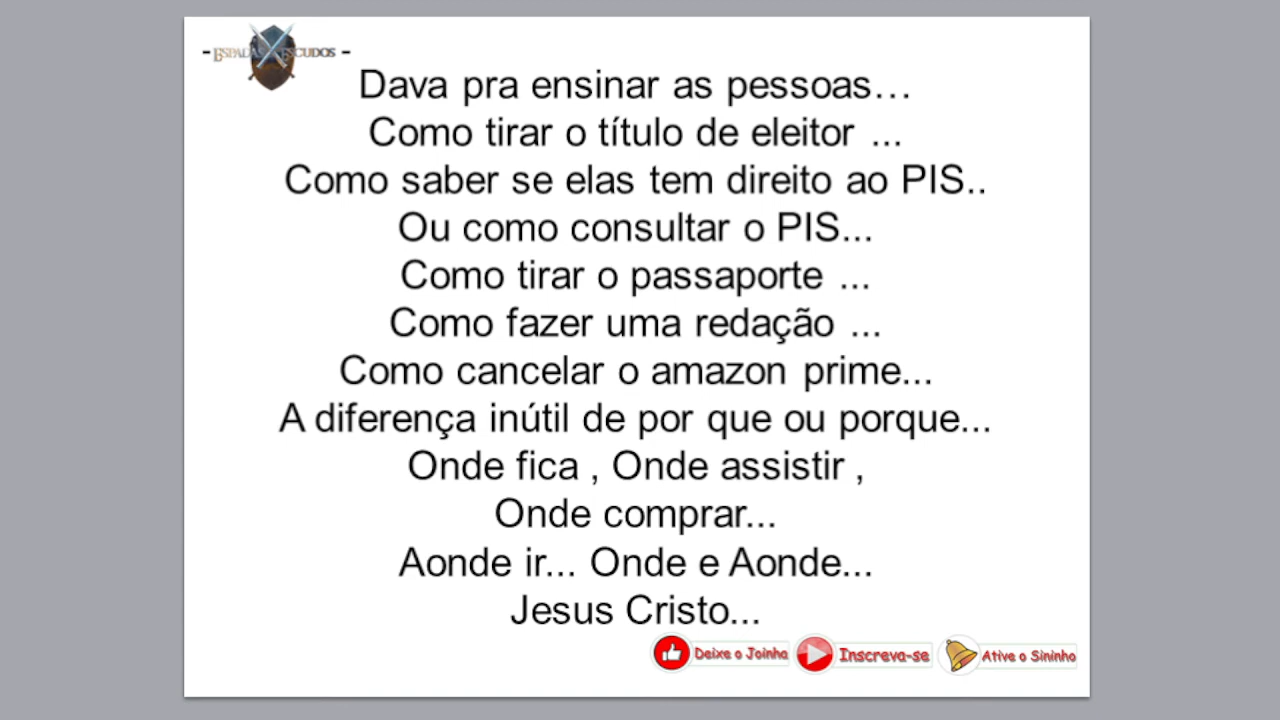 - ESPADAS ESCUDOS -
Dava pra ensinar as pessoas…
Como tirar o título de eleitor ...
Como saber se elas tem direito ao PIS..
Ou como consultar o PIS...
Como tirar o passaporte ...
Como fazer uma redação ...
Como cancelar o amazon prime...
A diferença inútil de por que ou porque...
Onde fica , Onde assistir ,
Onde comprar...
Aonde ir... Onde e Aonde...
Jesus Cristo...
Deixe o Joinha Inscreva-se Ative o Sininho